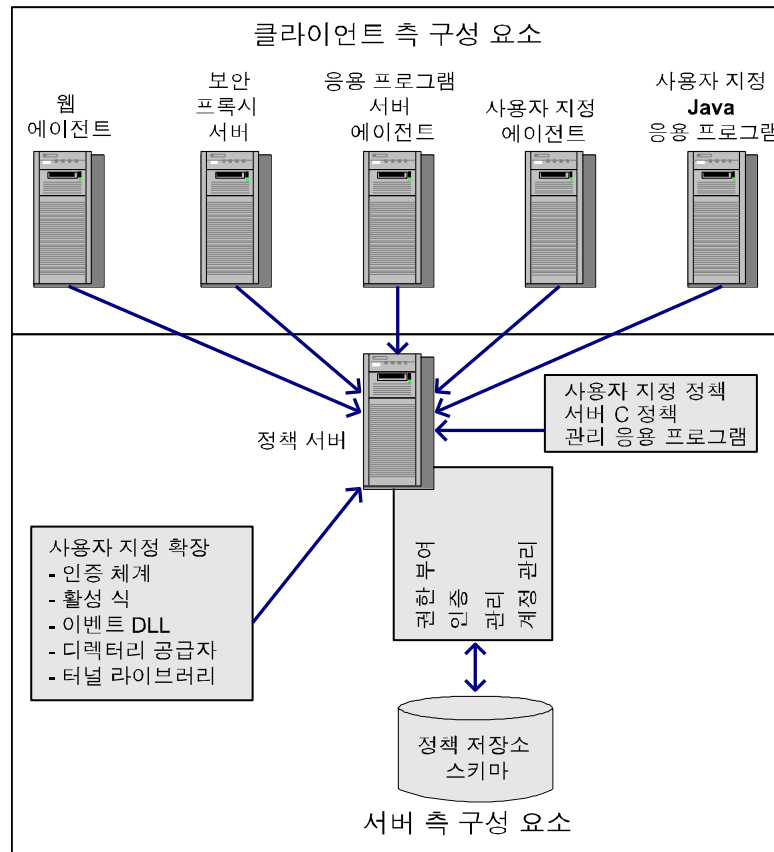 클라이언트 측 구성 요소
웹
에이전트
보안
프록시
서버
응용 프로그램
서버
에이전트
사용자 지정
에이전트
사용자 지정
Java
응용 프로그램
정책 서버
사용자 지정 정책
서버 C 정책
관리 응용 프로그램
사용자 지정 확장
- 인증 체계
- 활성 식
- 이벤트 DLL
- 디렉터리 공급자
- 터널 라이브러리
권한 부여
인증
관리
계정 관리
정책 저장소
스키마
서버 측 구성 요소